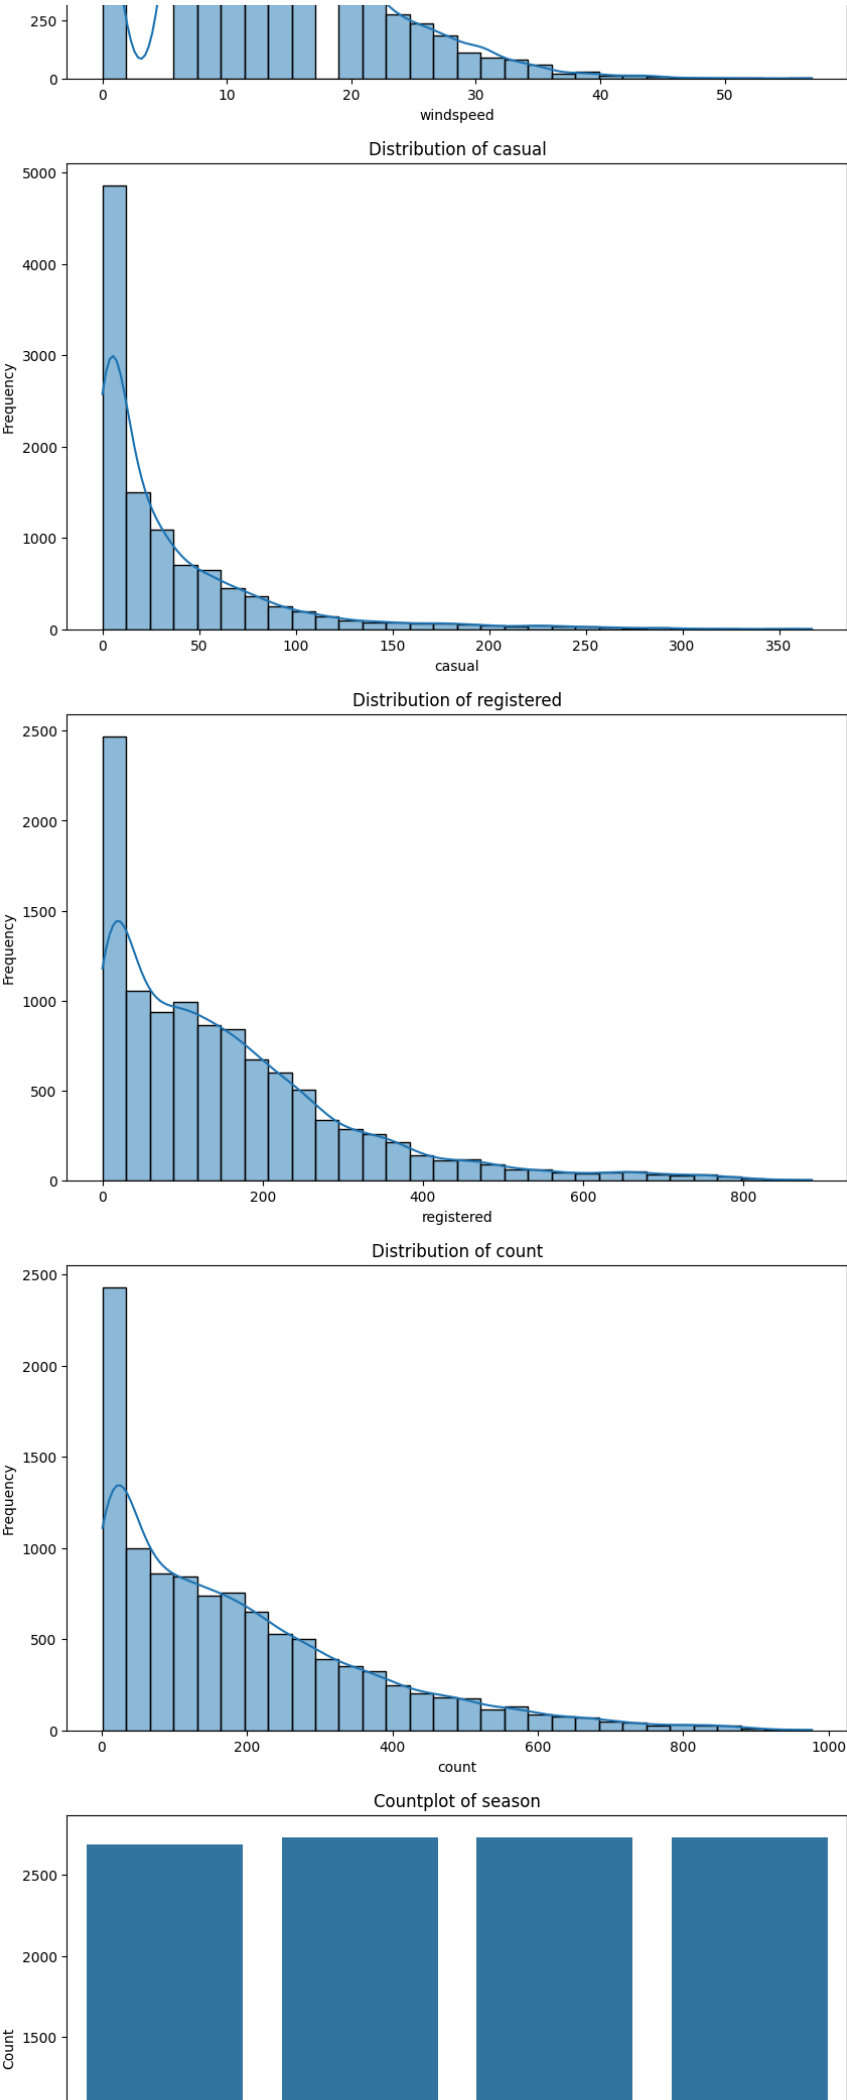 250
0
0 10 20 30 40 50
windspeed
Distribution of casual
5000
4000
3000
2000
1000
0
Frequency
0 50 100 150 200 250 300 350
casual
Distribution of registered
2500
2000
1500
1000
500
0
Frequency
0 200 400 600 800
registered
Distribution of count
2500
2000
1500
1000
500
0
Frequency
0 200 400 600 800 1000
count
Countplot of season
2500
2000
1500
Count